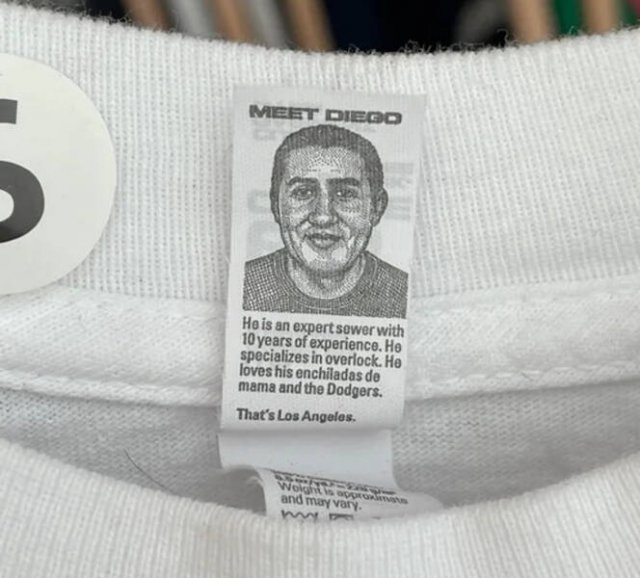 MEET DIEGO
He is an expert sewer with
10 years of experience. He
specializes in overlock. He
loves his enchiladas de
mama and the Dodgers.
That's Los Angeles.
Weight is approximate
and may vary.